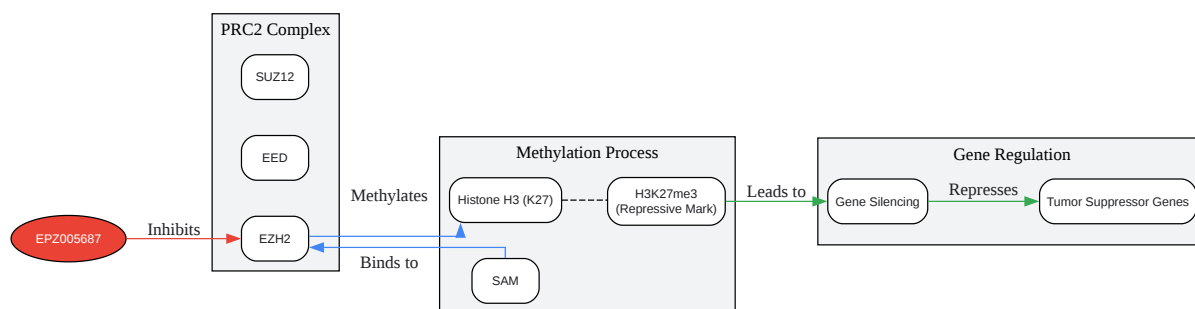 PRC2 Complex
SUZ12
EED
EZH2
EPZ005687
Inhibits
Methylates
Binds to
Methylation Process
Histone H3 (K27)
H3K27me3
(Repressive Mark)
SAM
Leads to
Gene Regulation
Gene Silencing
Represses
Tumor Suppressor Genes